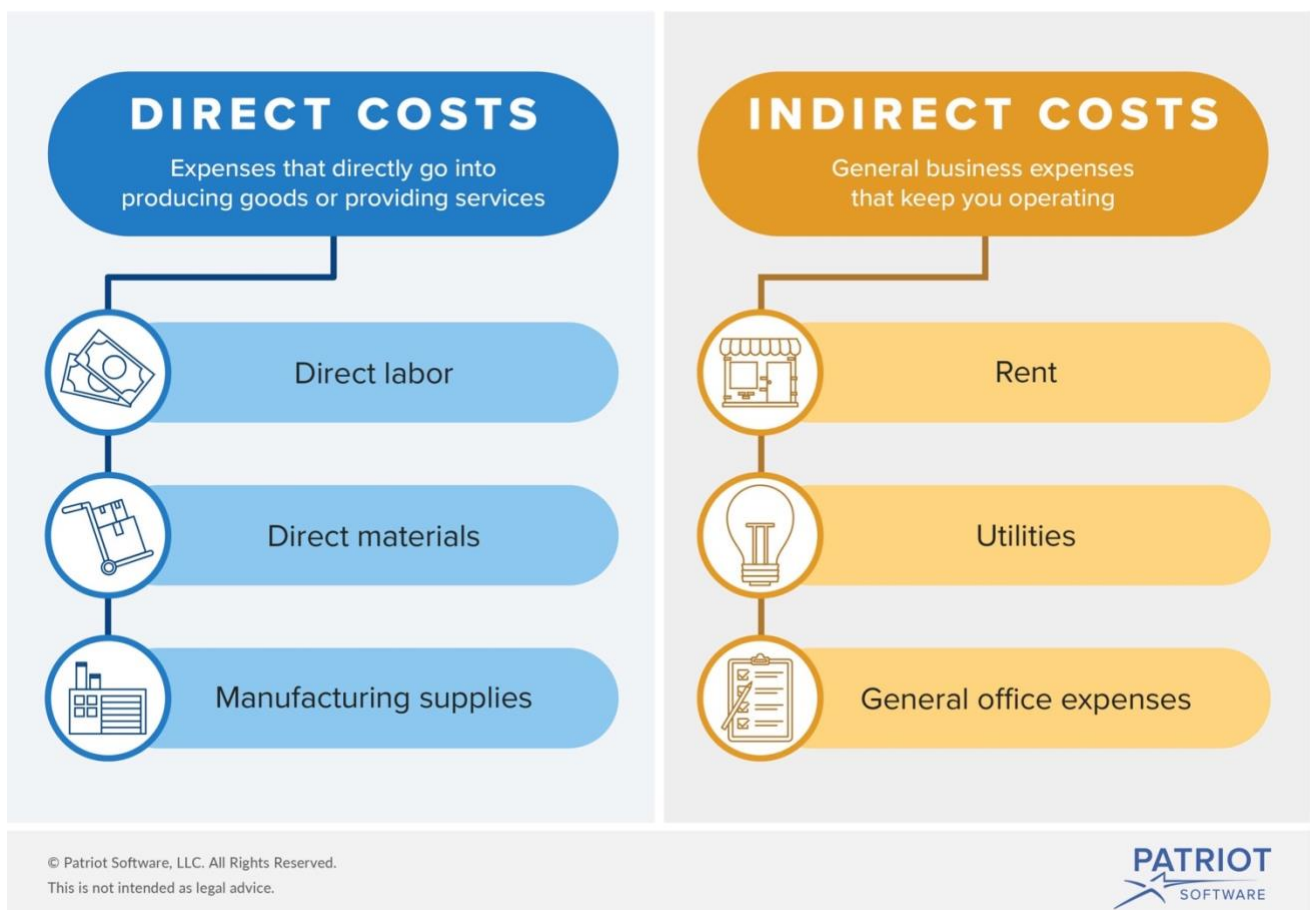 DIRECT COSTS
Expenses that directly go into
producing goods or providing services
Direct labor
Direct materials
Manufacturing supplies
INDIRECT COSTS
General business expenses
that keep you operating
Rent
Utilities
General office expenses
© Patriot Software, LLC. All Rights Reserved.
This is not intended as legal advice.
PATRIOT
SOFTWARE